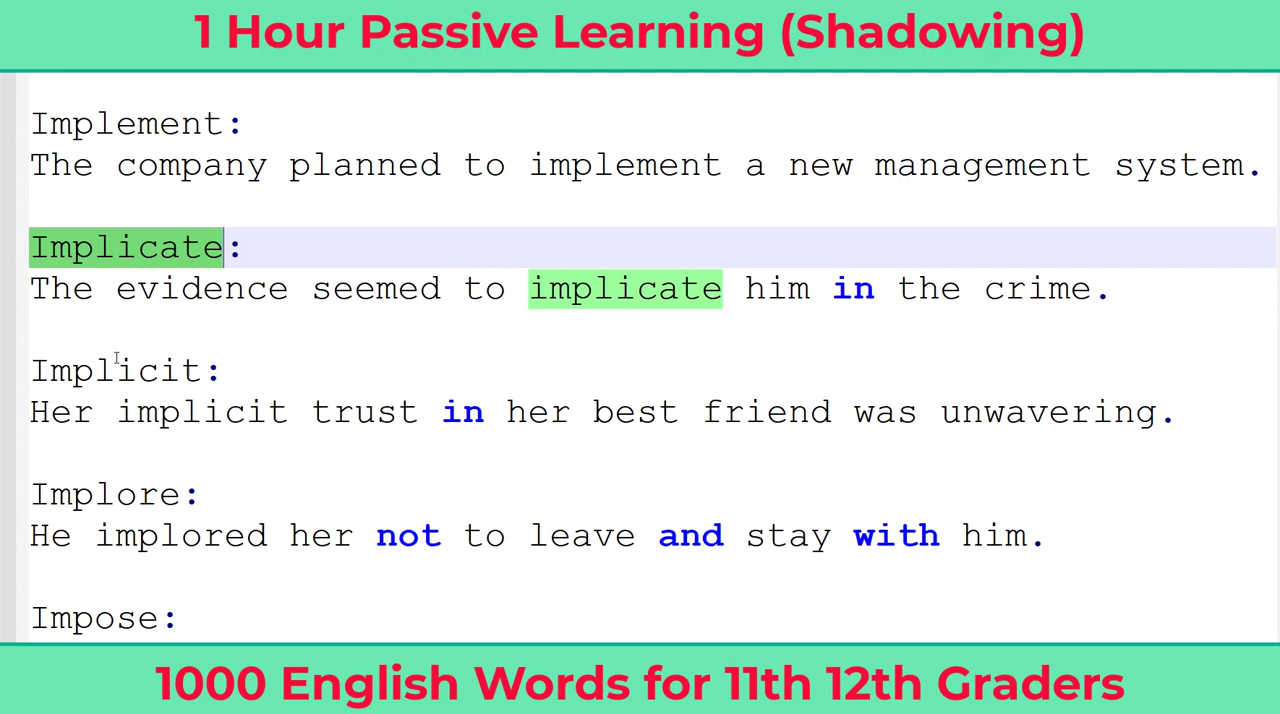 1 Hour Passive Learning (Shadowing)
Implement:
The company planned to implement a new management system.
Implicate:
The evidence seemed to implicate him in the crime.
Implicit:
Her implicit trust in her best friend was unwavering.
Implore:
He implored her not to leave and stay with him.
Impose:
1000 English Words for 11th 12th Graders